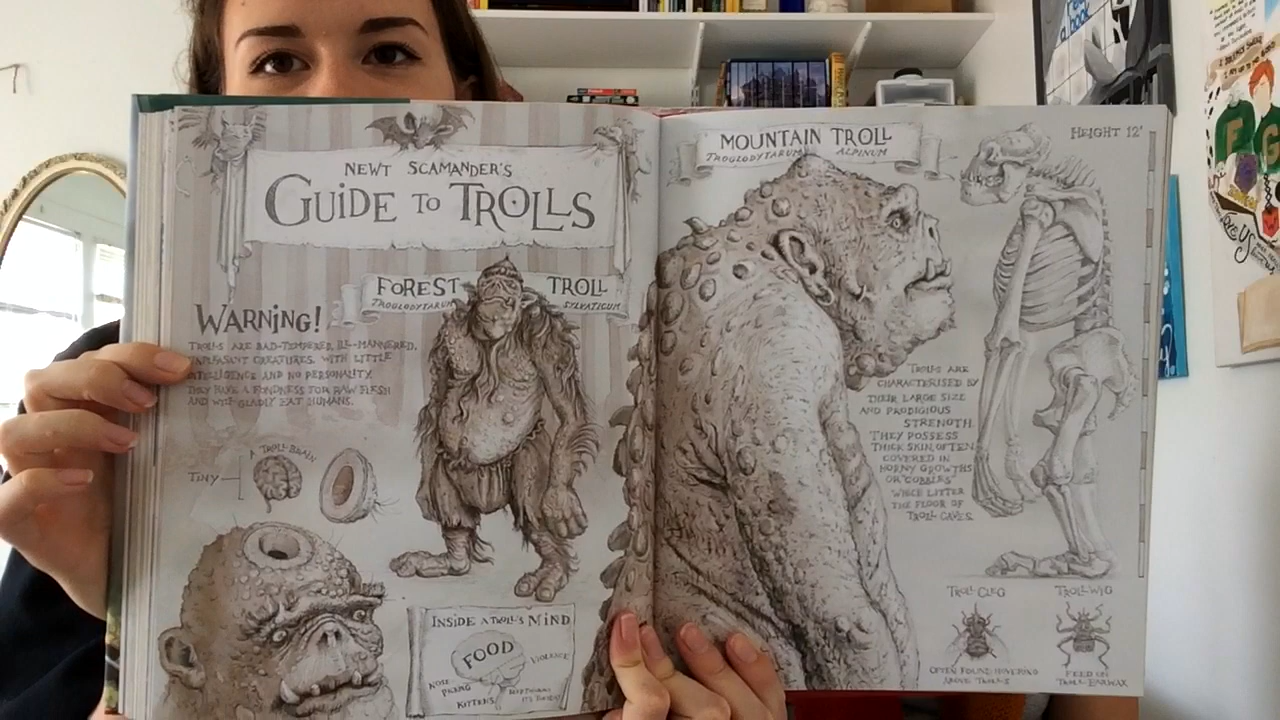 NEWT SCAMANDER'S
GUIDE TO TROLLS
FOREST TROLL
TROGLODYTARUM SYLVATICUM
WARNING!
TROLLS ARE BAD-TEMPERED, ILL-MANNERED,
UNPLEASANT CREATURES, WITH LITTLE
INTELLIGENCE AND NO PERSONALITY.
THEY HAVE A FONDNESS FOR RAW FLESH
AND WILL GLADLY EAT HUMANS.
A TROLL BRAIN
TINY
INSIDE A TROLL'S MIND
FOOD
VIOLENCE
NOSE
PICKING
KITTENS
MOUNTAIN TROLL
TROGLODYTARUM ALPINUM
HEIGHT 12'
TROLLS ARE
CHARACTERISED BY
THEIR LARGE SIZE
AND PRODIGIOUS
STRENGTH.
THEY POSSESS
THICK SKIN, OFTEN
COVERED IN
HORNY GROWTHS
OR "COBBLES"
WHICH LITTER
THE FLOOR OF
TROLL CAVES.
TROLL CLEG
OFTEN FOUND HOVERING
ABOVE TROLLS
TROLLWIG
FEED ON
TROLL EARWAX
a book
F G